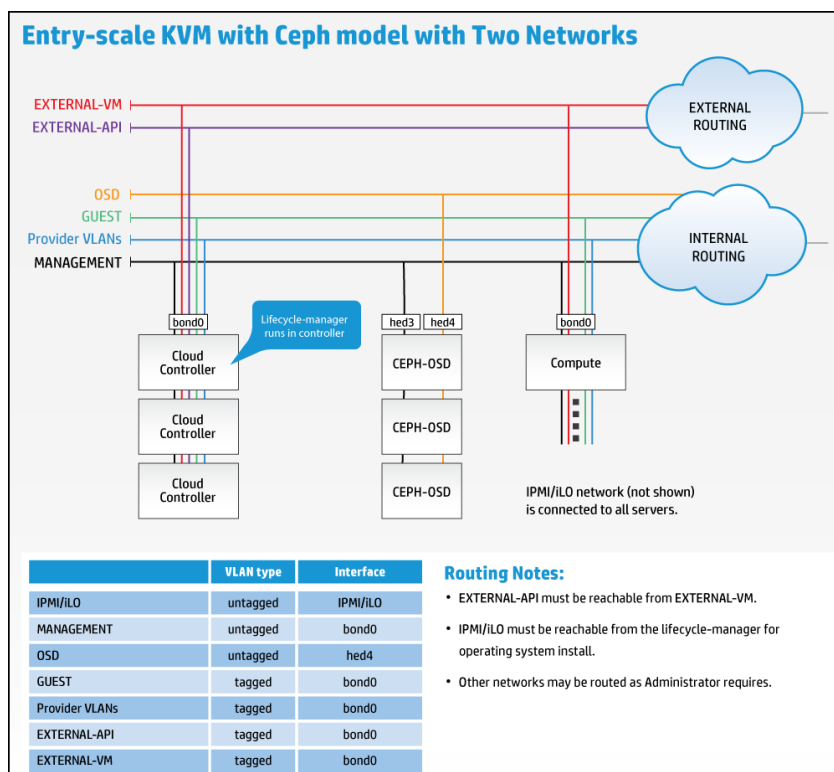 Entry-scale KVM with Ceph model with Two Networks
EXTERNAL-VM
EXTERNAL-API
EXTERNAL
ROUTING
OSD
GUEST
Provider VLANs
MANAGEMENT
INTERNAL
ROUTING
bond0
Lifecycle-manager
runs in controller
hed3
hed4
bond0
Cloud
Controller
CEPH-OSD
Compute
Cloud
Controller
CEPH-OSD
Cloud
Controller
CEPH-OSD
IPMI/iLO network (not shown)
is connected to all servers.
VLAN type Interface
IPMI/iLO untagged IPMI/iLO
MANAGEMENT untagged bond0
OSD untagged hed4
GUEST tagged bond0
Provider VLANs tagged bond0
EXTERNAL-API tagged bond0
EXTERNAL-VM tagged bond0
Routing Notes:
• EXTERNAL-API must be reachable from EXTERNAL-VM.
• IPMI/iLO must be reachable from the lifecycle-manager for
operating system install.
• Other networks may be routed as Administrator requires.